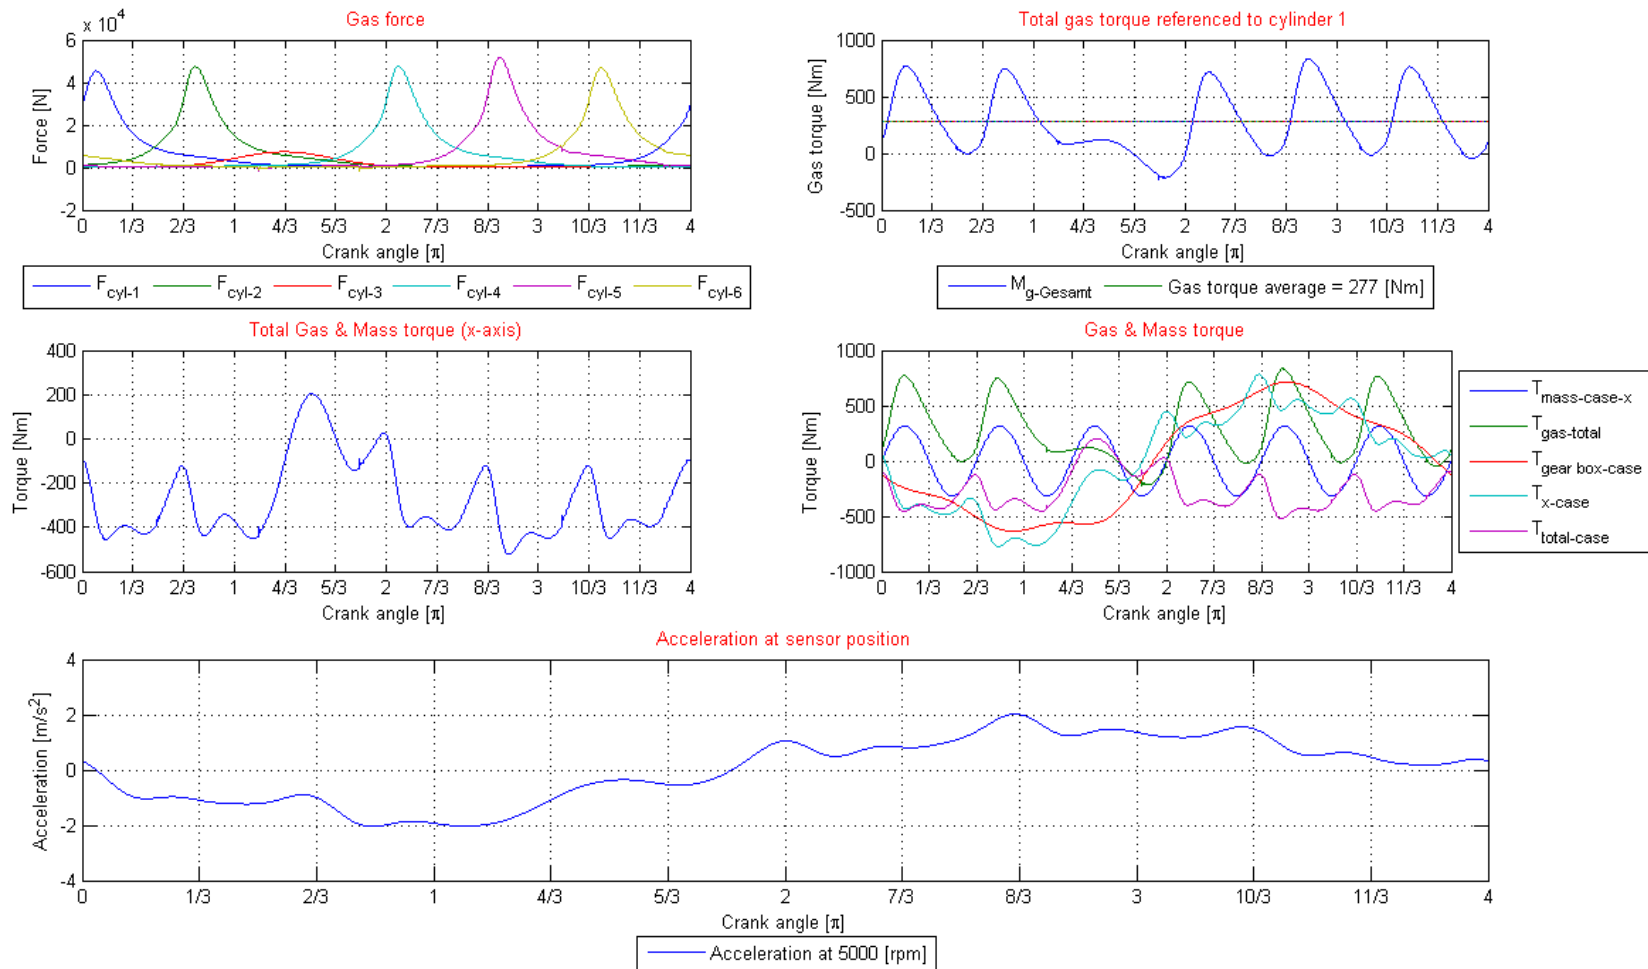 Gas force
x 10^4
6
4
2
0
-2
Force [N]
0 1/3 2/3 1 4/3 5/3 2 7/3 8/3 3 10/3 11/3 4
Crank angle [π]
F_cyl-1 F_cyl-2 F_cyl-3 F_cyl-4 F_cyl-5 F_cyl-6
Total gas torque referenced to cylinder 1
1000
500
0
-500
Gas torque [Nm]
0 1/3 2/3 1 4/3 5/3 2 7/3 8/3 3 10/3 11/3 4
Crank angle [π]
M_g-Gesamt Gas torque average = 277 [Nm]
Total Gas & Mass torque (x-axis)
400
200
0
-200
-400
-600
Torque [Nm]
0 1/3 2/3 1 4/3 5/3 2 7/3 8/3 3 10/3 11/3 4
Crank angle [π]
Gas & Mass torque
1000
500
0
-500
-1000
Torque [Nm]
0 1/3 2/3 1 4/3 5/3 2 7/3 8/3 3 10/3 11/3 4
Crank angle [π]
T_mass-case-x
T_gas-total
T_gear box-case
T_x-case
T_total-case
Acceleration at sensor position
4
2
0
-2
-4
Acceleration [m/s²]
0 1/3 2/3 1 4/3 5/3 2 7/3 8/3 3 10/3 11/3 4
Crank angle [π]
Acceleration at 5000 [rpm]